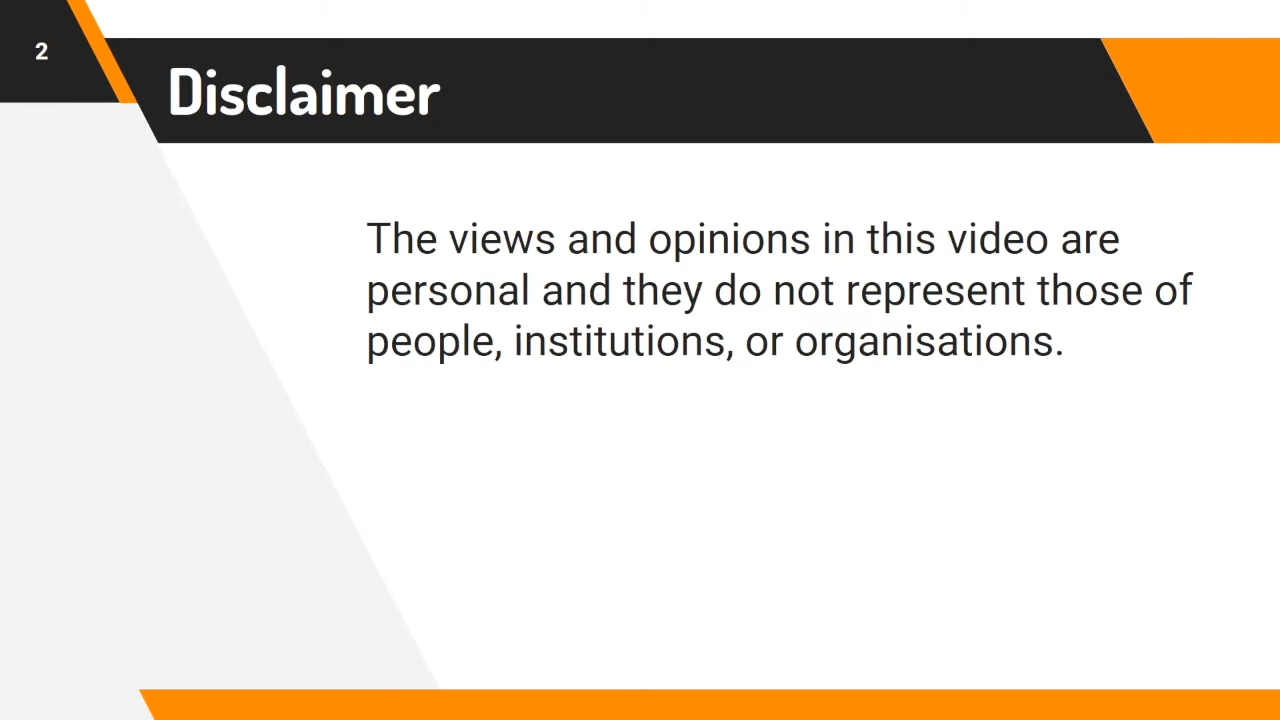 2
Disclaimer
The views and opinions in this video are
personal and they do not represent those of
people, institutions, or organisations.